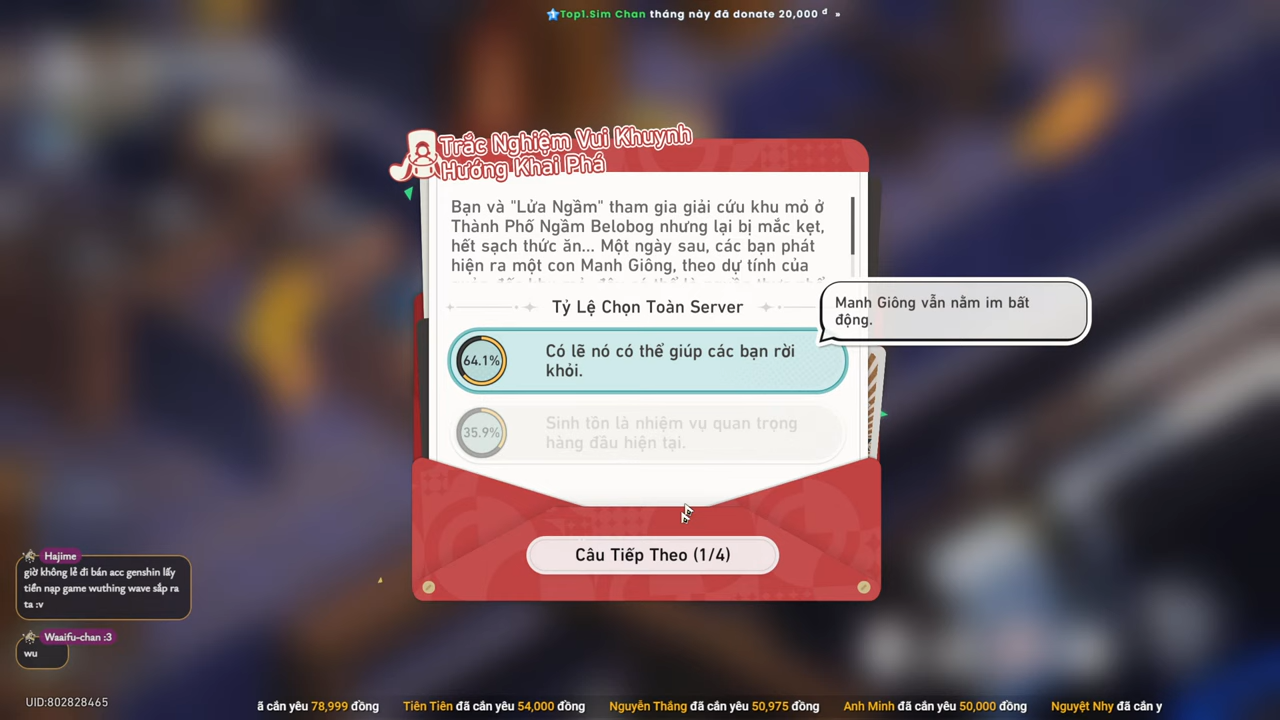 Top1.Sim Chan tháng này đã donate 20,000 đ »
Trắc Nghiệm Vui Khuynh
Hướng Khai Phá
Bạn và "Lửa Ngầm" tham gia giải cứu khu mỏ ở
Thành Phố Ngầm Belobog nhưng lại bị mắc kẹt,
hết sạch thức ăn... Một ngày sau, các bạn phát
hiện ra một con Manh Giông, theo dự tính của
Tỷ Lệ Chọn Toàn Server
Manh Giông vẫn nằm im bất
động.
64.1%
Có lẽ nó có thể giúp các bạn rời
khỏi.
35.9%
Sinh tồn là nhiệm vụ quan trọng
hàng đầu hiện tại.
Câu Tiếp Theo (1/4)
Hajime
giờ không lẽ đi bán acc genshin lấy
tiền nạp game wuthing wave sắp ra
ta :v
Waaifu-chan :3
wu
UID:802828465
ã cắn yêu 78,999 đồng Tiên Tiên đã cắn yêu 54,000 đồng Nguyễn Thắng đã cắn yêu 50,975 đồng Anh Minh đã cắn yêu 50,000 đồng Nguyệt Nhy đã cắn y